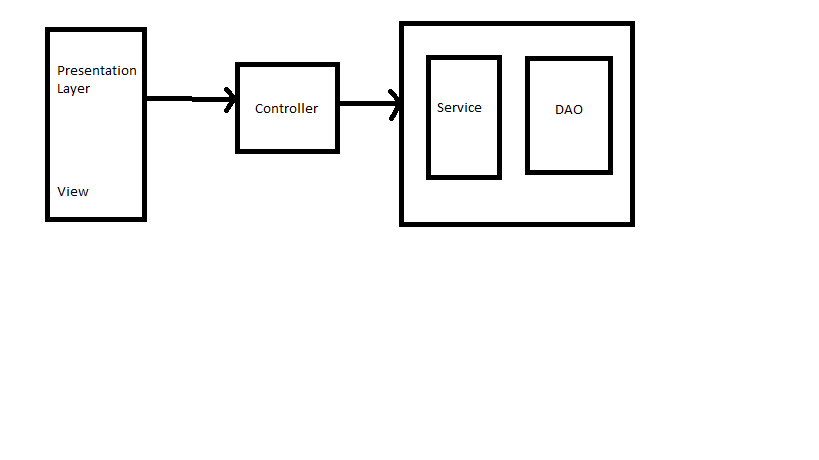 Presentation
Layer
View
Controller
Service
DAO